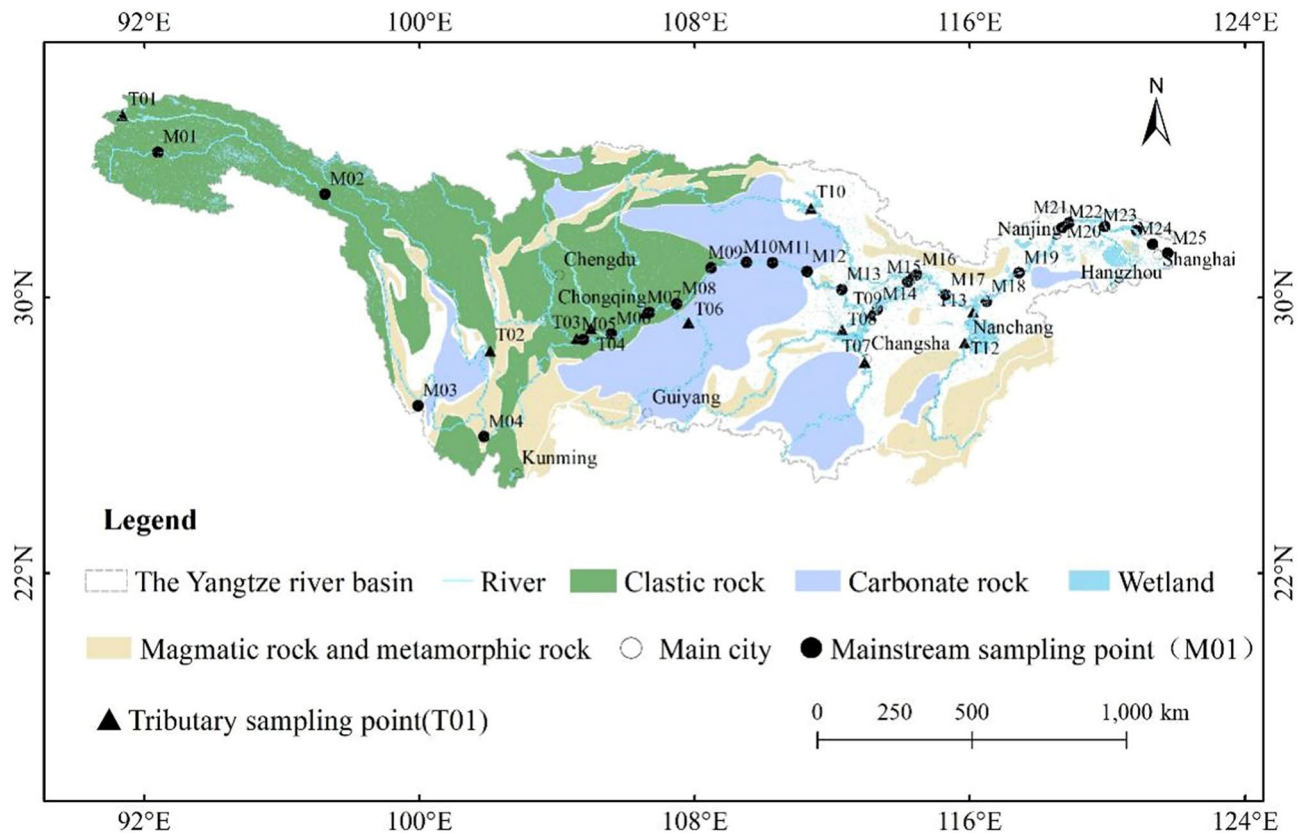 92°E 100°E 108°E 116°E 124°E
N
T01
M01
M02
T10
M21 M22 M23
Nanjing M20 M24
M25
Shanghai
Hangzhou
M09 M10 M11
M12
M16
M15
M19
Chengdu
M13
M17
M18
30°N 30°N
Chongqing M07 M08
T09 M14
T13
T06
T03 M05 M06
T08
Nanchang
T02
T04
T07 Changsha
T12
M03
Guiyang
M04
Kunming
Legend
22°N 22°N
The Yangtze river basin River Clastic rock Carbonate rock Wetland
Magmatic rock and metamorphic rock Main city Mainstream sampling point（M01）
Tributary sampling point(T01)
0 250 500 1,000 km
92°E 100°E 108°E 116°E 124°E